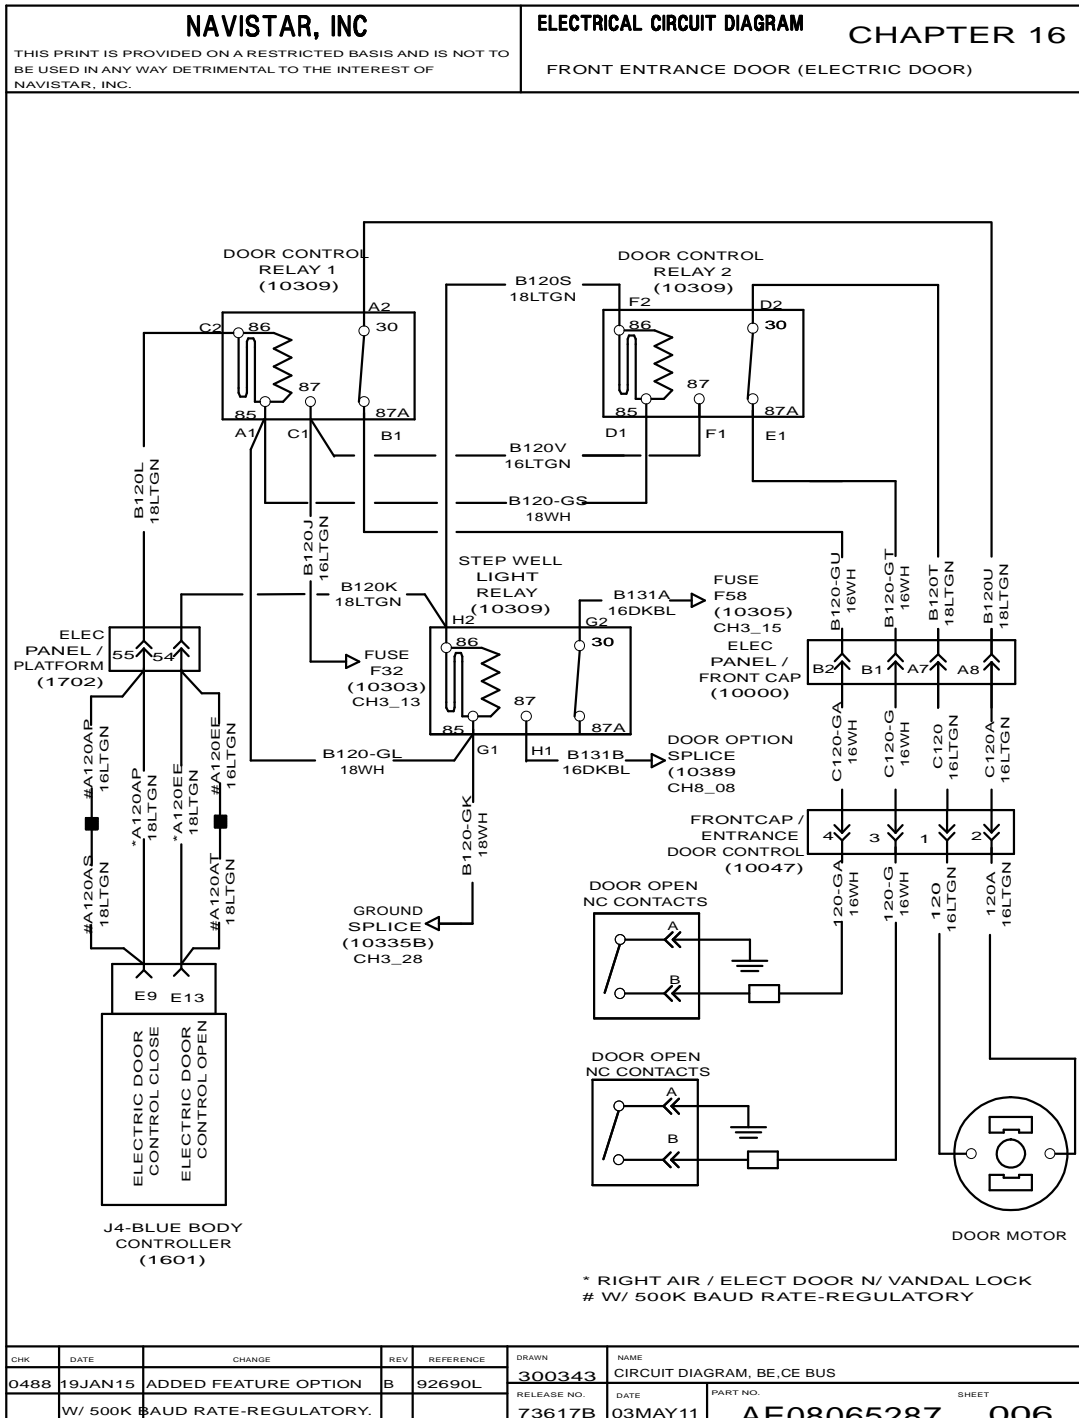 NAVISTAR, INC
THIS PRINT IS PROVIDED ON A RESTRICTED BASIS AND IS NOT TO
BE USED IN ANY WAY DETRIMENTAL TO THE INTEREST OF
NAVISTAR, INC.
ELECTRICAL CIRCUIT DIAGRAM
CHAPTER 16
FRONT ENTRANCE DOOR (ELECTRIC DOOR)
DOOR CONTROL
RELAY 1
(10309)
A2
C2
86
30
87
85
87A
A1
C1
B1
B120S
18LTGN
DOOR CONTROL
RELAY 2
(10309)
F2
D2
86
30
87
85
87A
D1
F1
E1
B120V
16LTGN
B120-GS
18WH
B120L
18LTGN
B120J
16LTGN
B120K
18LTGN
STEP WELL
LIGHT
RELAY
(10309)
H2
G2
86
30
87
85
87A
G1
H1
B131A
16DKBL
FUSE
F58
(10305)
CH3_15
B131B
16DKBL
DOOR OPTION
SPLICE
(10389
CH8_08
FUSE
F32
(10303)
CH3_13
B120-GL
18WH
B120-GK
18WH
GROUND
SPLICE
(10335B)
CH3_28
ELEC
PANEL /
PLATFORM
(1702)
55
54
#A120AP
16LTGN
*A120AP
18LTGN
*A120EE
18LTGN
#A120EE
16LTGN
#A120AS
18LTGN
#A120AT
18LTGN
E9
E13
ELECTRIC DOOR
CONTROL CLOSE
ELECTRIC DOOR
CONTROL OPEN
J4-BLUE BODY
CONTROLLER
(1601)
B120-GU
16WH
B120-GT
16WH
B120T
18LTGN
B120U
18LTGN
ELEC
PANEL /
FRONT CAP
(10000)
B2
B1
A7
A8
C120-GA
16WH
C120-G
16WH
C120
16LTGN
C120A
16LTGN
FRONTCAP /
ENTRANCE
DOOR CONTROL
(10047)
4
3
1
2
120-GA
16WH
120-G
16WH
120
16LTGN
120A
16LTGN
DOOR OPEN
NC CONTACTS
A
B
DOOR OPEN
NC CONTACTS
A
B
DOOR MOTOR
* RIGHT AIR / ELECT DOOR N/ VANDAL LOCK
# W/ 500K BAUD RATE-REGULATORY
CHK DATE CHANGE REV REFERENCE
0488 19JAN15 ADDED FEATURE OPTION B 92690L
W/ 500K BAUD RATE-REGULATORY.
DRAWN
300343
NAME
CIRCUIT DIAGRAM, BE,CE BUS
RELEASE NO.
73617B
DATE
03MAY11
PART NO.
AE08065287
SHEET
006